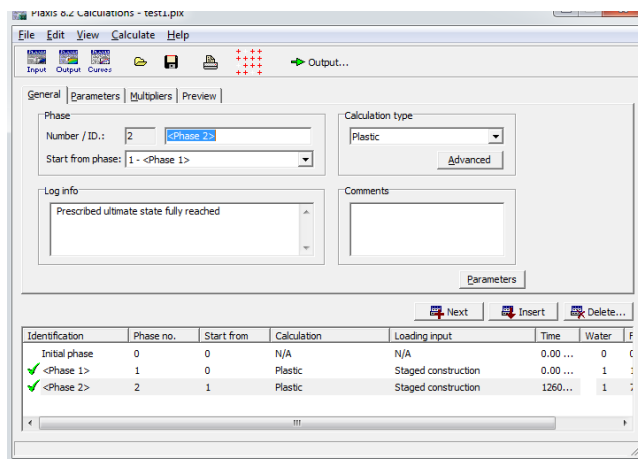 Plaxis 8.2 Calculations - test1.plx
File Edit View Calculate Help
Input Output Curves Output...
General Parameters Multipliers Preview
Phase
Number / ID.: 2 <Phase 2>
Start from phase: 1 - <Phase 1>
Calculation type
Plastic
Advanced
Log info
Prescribed ultimate state fully reached
Comments
Parameters
Next Insert Delete...
Identification Phase no. Start from Calculation Loading input Time Water F
Initial phase 0 0 N/A N/A 0.00 ... 0
<Phase 1> 1 0 Plastic Staged construction 0.00 ... 1
<Phase 2> 2 1 Plastic Staged construction 1260... 1